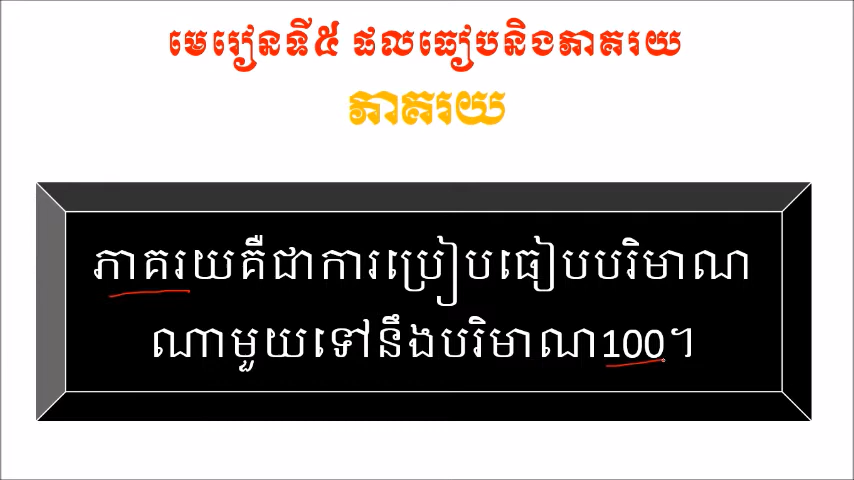 មេរៀនទី៥ ផលធៀបនិងភាគរយ
ភាគរយ
ភាគរយគឺជាការប្រៀបធៀបបរិមាណ
ណាមួយទៅនឹងបរិមាណ100។